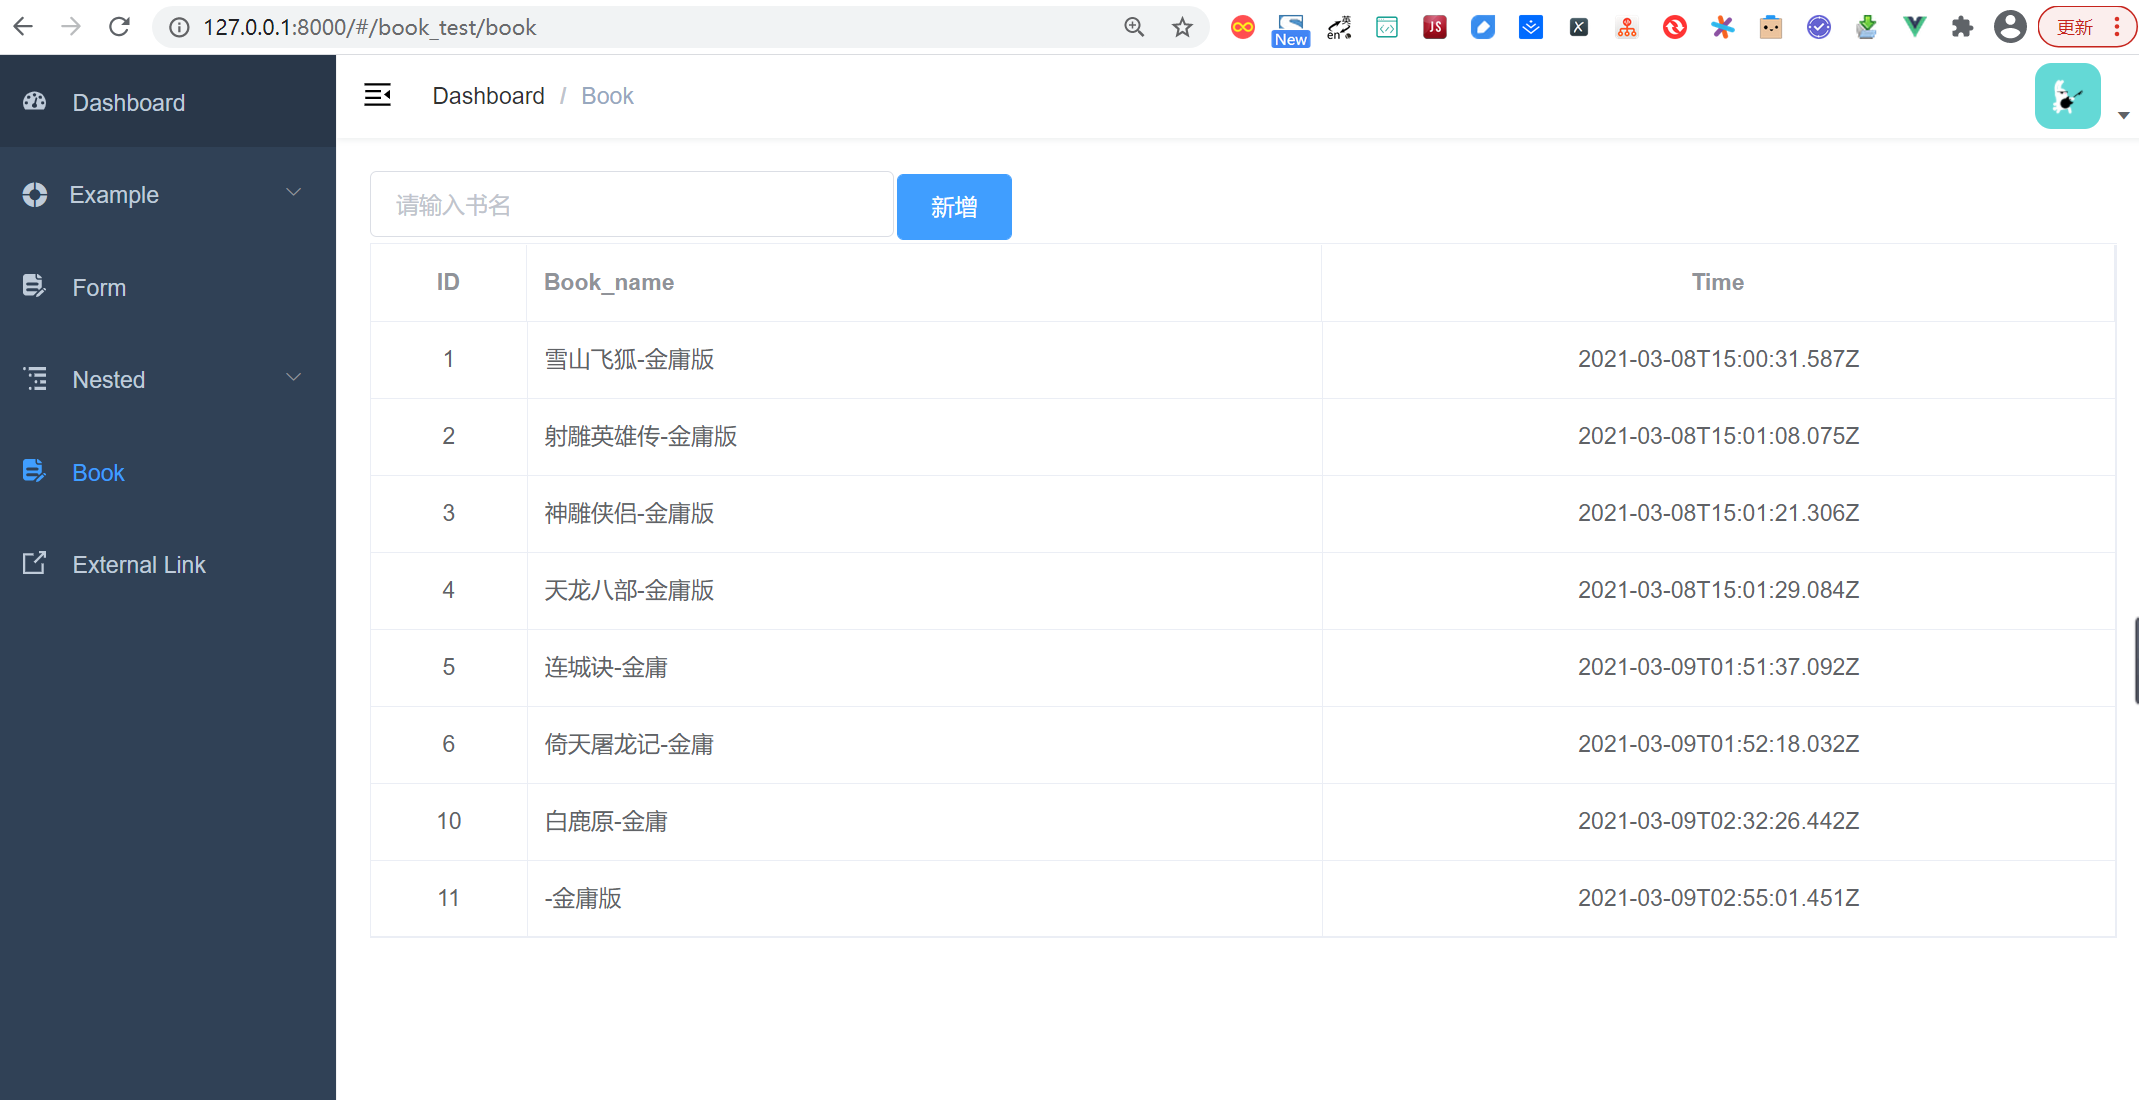 127.0.0.1:8000/#/book_test/book
New
英
en
JS
X
更新
Dashboard
Example
Form
Nested
Book
External Link
Dashboard / Book
请输入书名
新增
ID Book_name Time
1 雪山飞狐-金庸版 2021-03-08T15:00:31.587Z
2 射雕英雄传-金庸版 2021-03-08T15:01:08.075Z
3 神雕侠侣-金庸版 2021-03-08T15:01:21.306Z
4 天龙八部-金庸版 2021-03-08T15:01:29.084Z
5 连城诀-金庸 2021-03-09T01:51:37.092Z
6 倚天屠龙记-金庸 2021-03-09T01:52:18.032Z
10 白鹿原-金庸 2021-03-09T02:32:26.442Z
11 -金庸版 2021-03-09T02:55:01.451Z